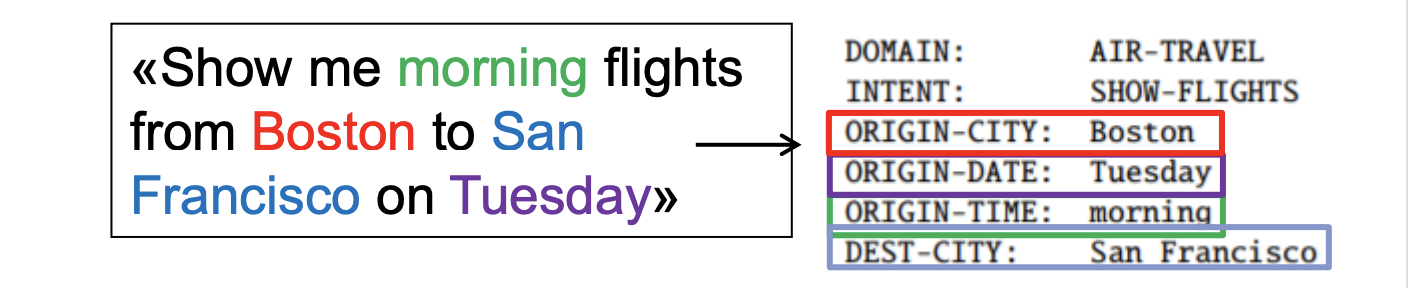 «Show me morning flights
from Boston to San
Francisco on Tuesday»
DOMAIN: AIR-TRAVEL
INTENT: SHOW-FLIGHTS
ORIGIN-CITY: Boston
ORIGIN-DATE: Tuesday
ORIGIN-TIME: morning
DEST-CITY: San Francisco